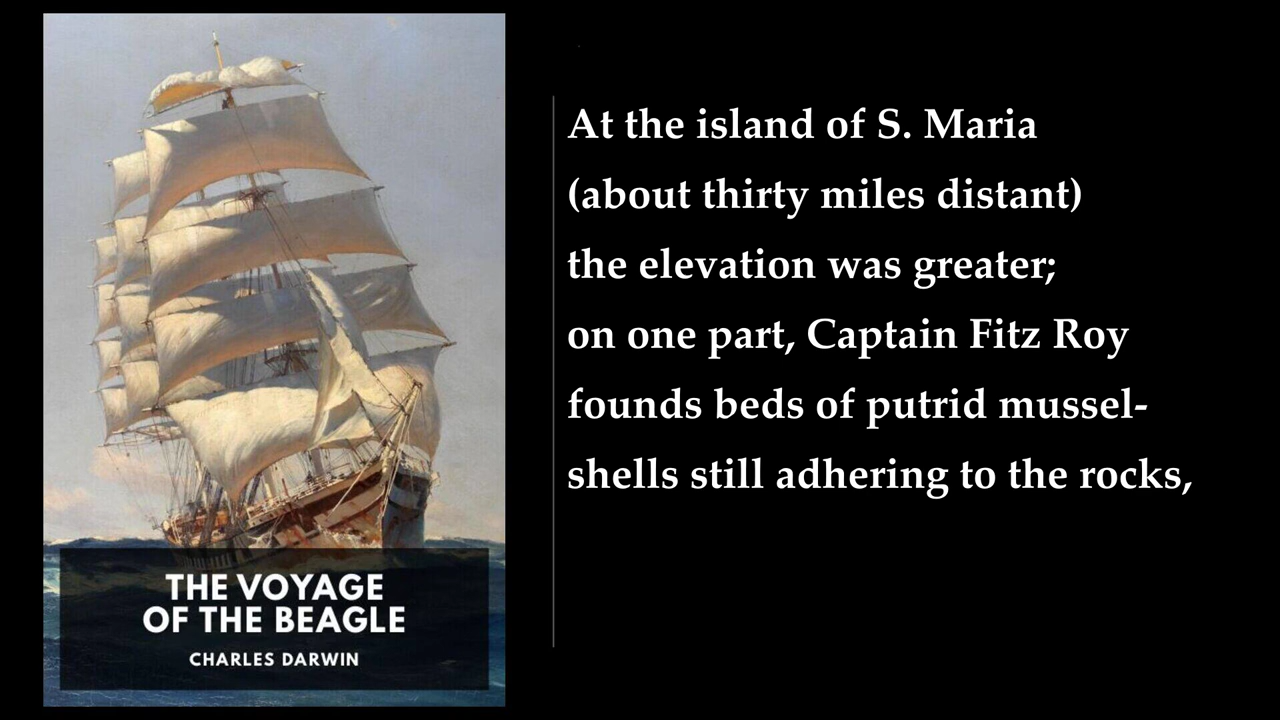 THE VOYAGE
OF THE BEAGLE
CHARLES DARWIN
At the island of S. Maria
(about thirty miles distant)
the elevation was greater;
on one part, Captain Fitz Roy
founds beds of putrid mussel-
shells still adhering to the rocks,